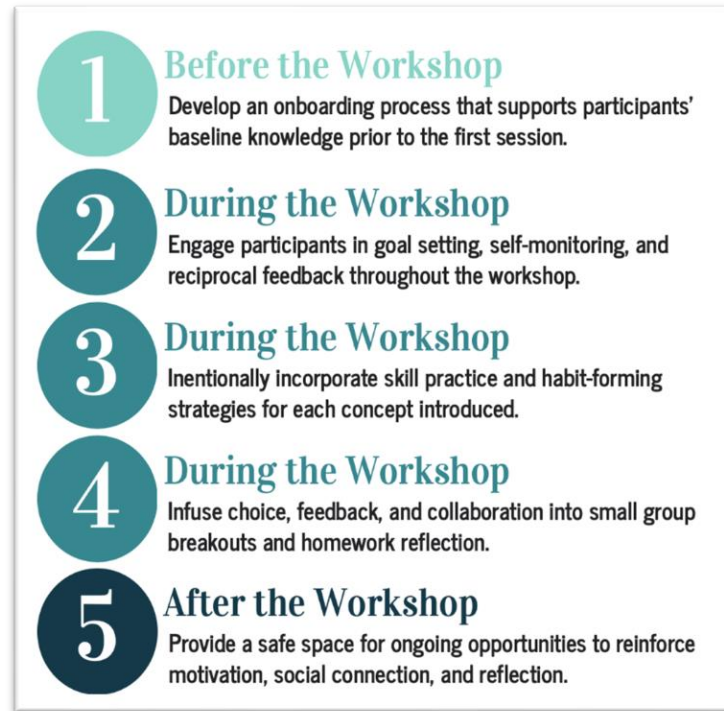 1
Before the Workshop
Develop an onboarding process that supports participants'
baseline knowledge prior to the first session.
2
During the Workshop
Engage participants in goal setting, self-monitoring, and
reciprocal feedback throughout the workshop.
3
During the Workshop
Inentionally incorporate skill practice and habit-forming
strategies for each concept introduced.
4
During the Workshop
Infuse choice, feedback, and collaboration into small group
breakouts and homework reflection.
5
After the Workshop
Provide a safe space for ongoing opportunities to reinforce
motivation, social connection, and reflection.